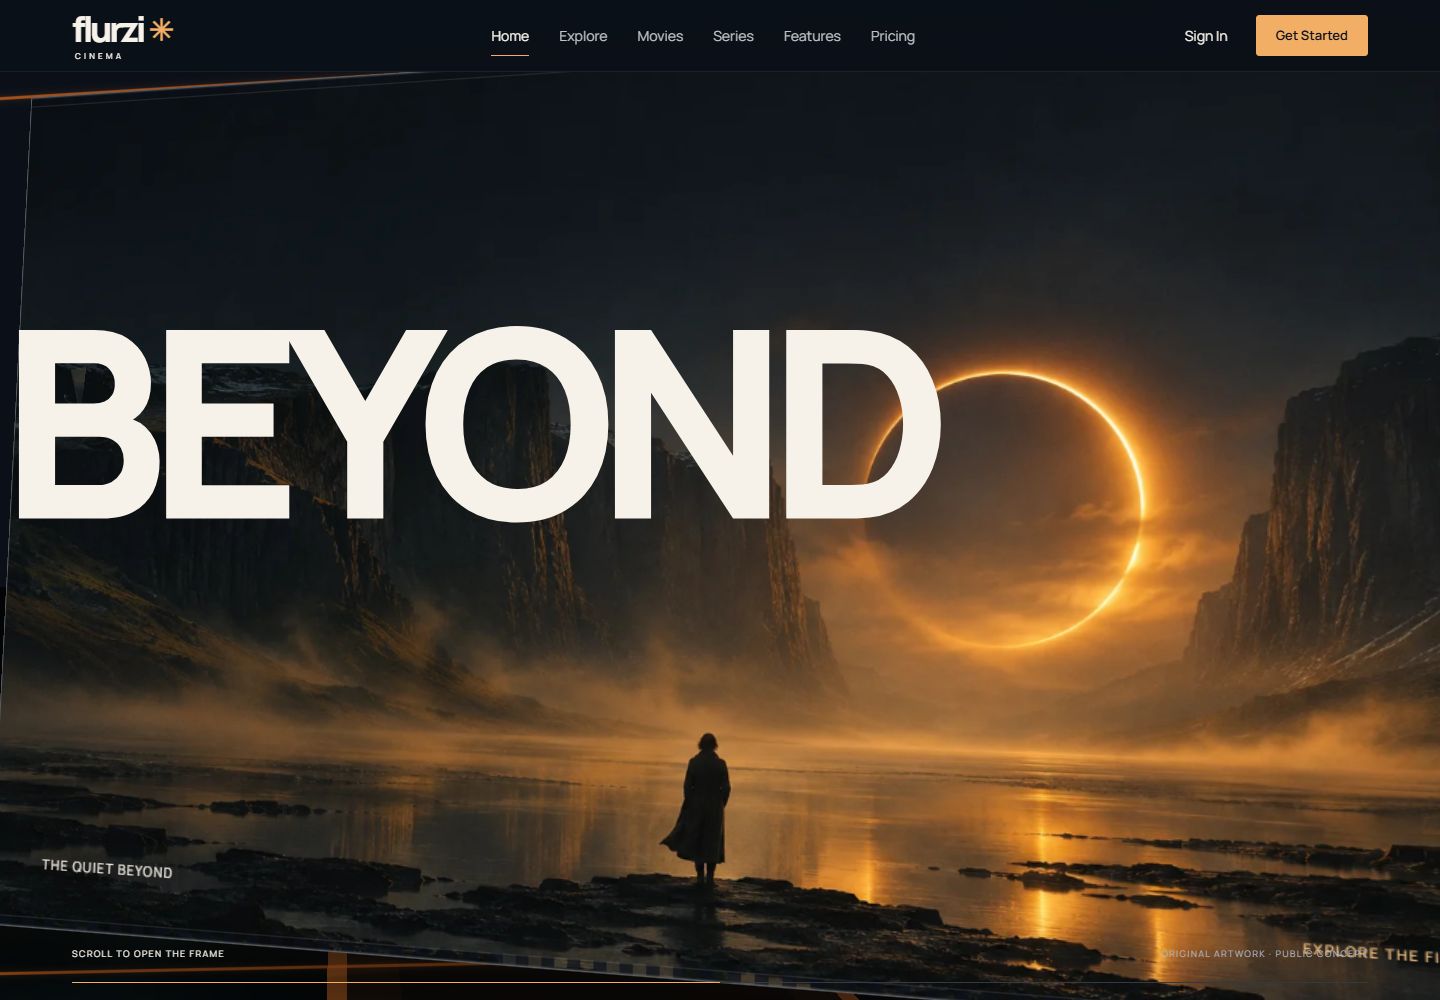 flurzi
CINEMA
Home Explore Movies Series Features Pricing
Sign In
Get Started
BEYOND
THE QUIET BEYOND
SCROLL TO OPEN THE FRAME
ORIGINAL ARTWORK · PUBLIC CONCEPT
EXPLORE THE FI